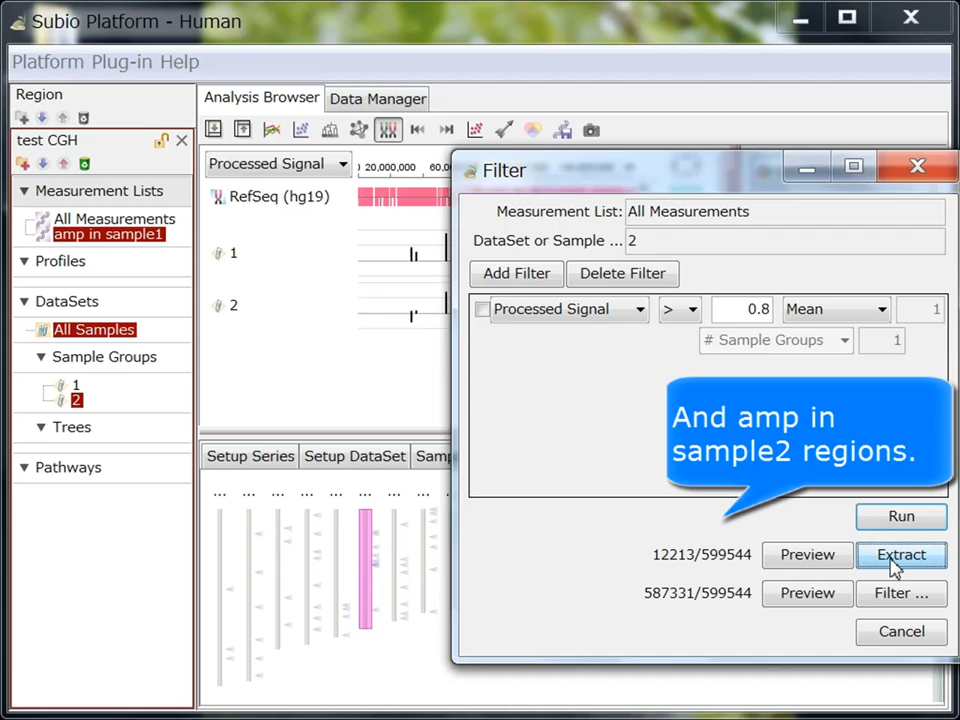 Subio Platform - Human
Platform Plug-in Help
Region
test CGH
Measurement Lists
All Measurements
amp in sample1
Profiles
DataSets
All Samples
Sample Groups
1
2
Trees
Pathways
Analysis Browser
Data Manager
Processed Signal
20,000,000
RefSeq (hg19)
1
2
Setup Series
Setup DataSet
... ... ... ... ... ... ... ...
Filter
Measurement List: All Measurements
DataSet or Sample ... 2
Add Filter
Delete Filter
Processed Signal > 0.8 Mean 1
# Sample Groups 1
And amp in
sample2 regions.
Run
12213/599544 Preview Extract
587331/599544 Preview Filter ...
Cancel